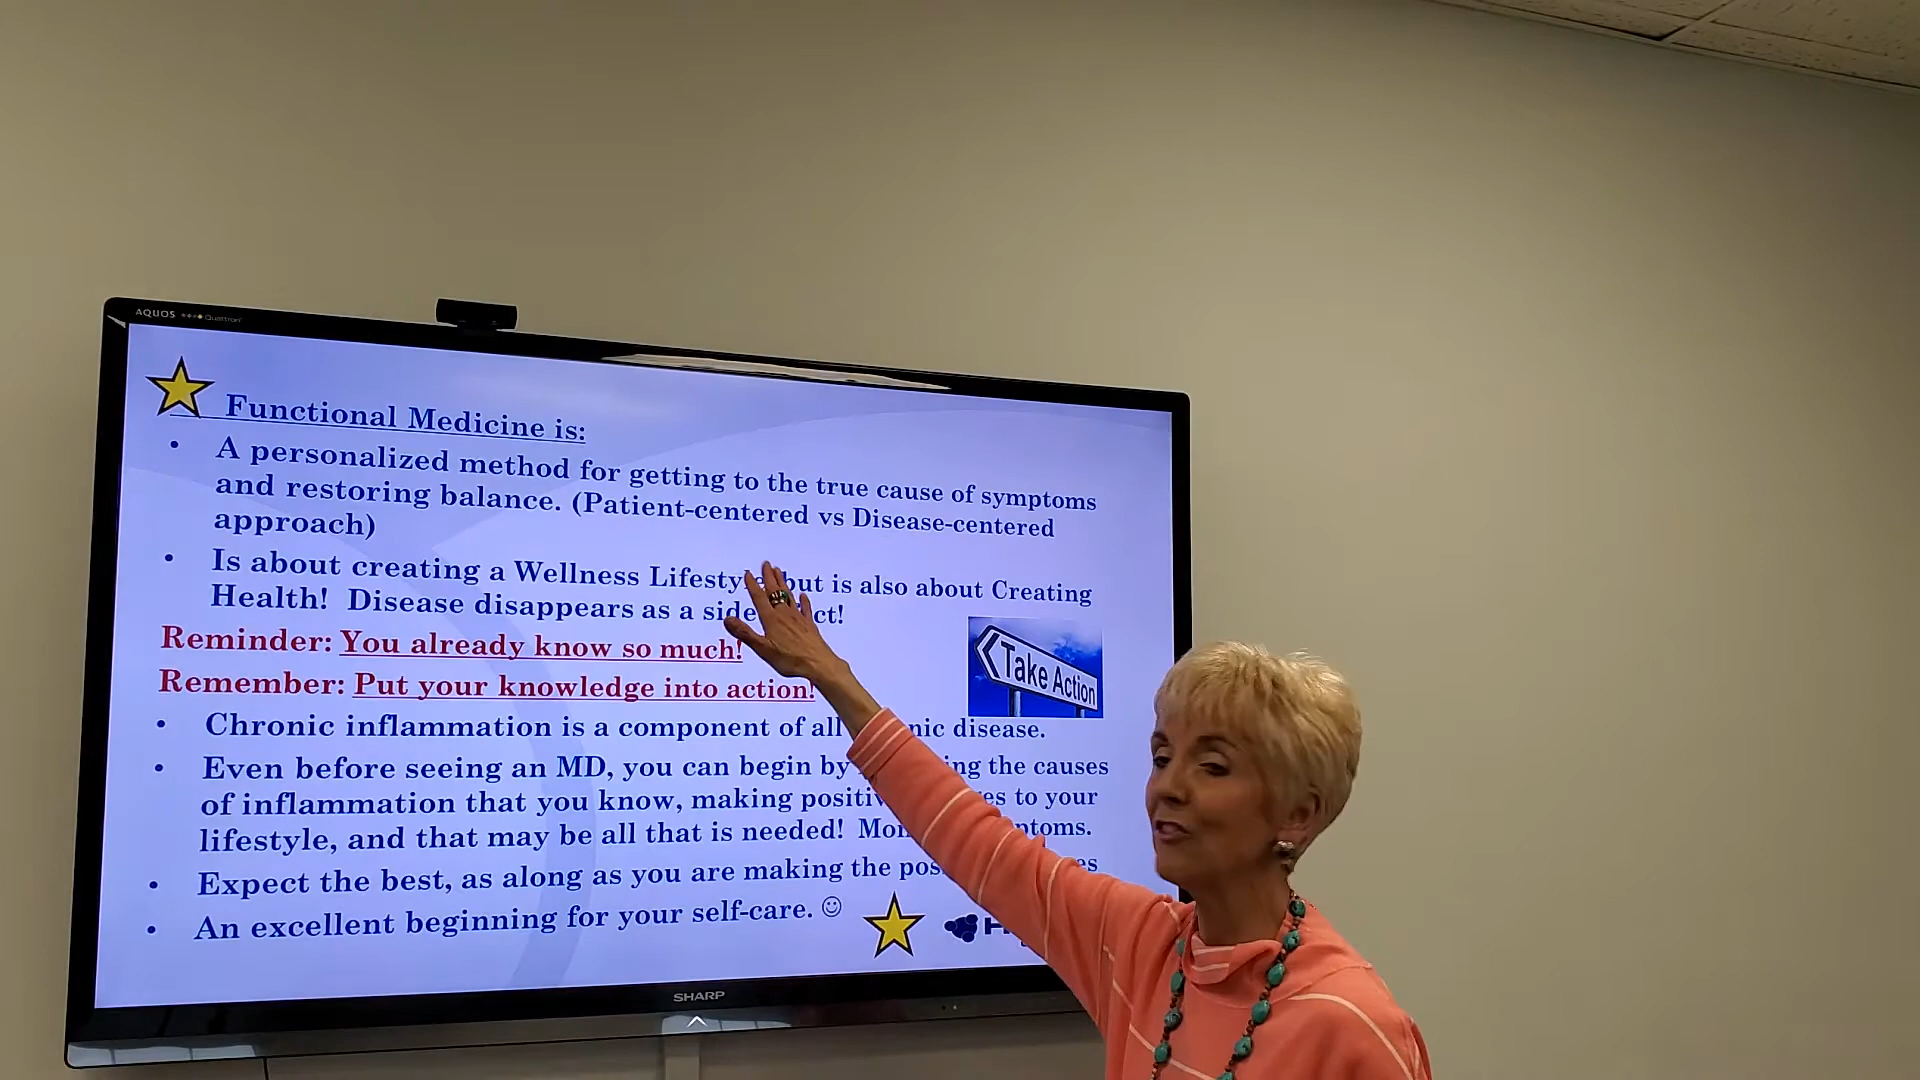 AQUOS Quattron
Functional Medicine is:
• A personalized method for getting to the true cause of symptoms
and restoring balance. (Patient-centered vs Disease-centered
approach)
• Is about creating a Wellness Lifesty but is also about Creating
Health! Disease disappears as a side ct!
Reminder: You already know so much!
Remember: Put your knowledge into action!
Take Action
• Chronic inflammation is a component of all nic disease.
• Even before seeing an MD, you can begin by ing the causes
of inflammation that you know, making positiv es to your
lifestyle, and that may be all that is needed! Mon ptoms.
• Expect the best, as along as you are making the pos es
• An excellent beginning for your self-care. ☺
SHARP